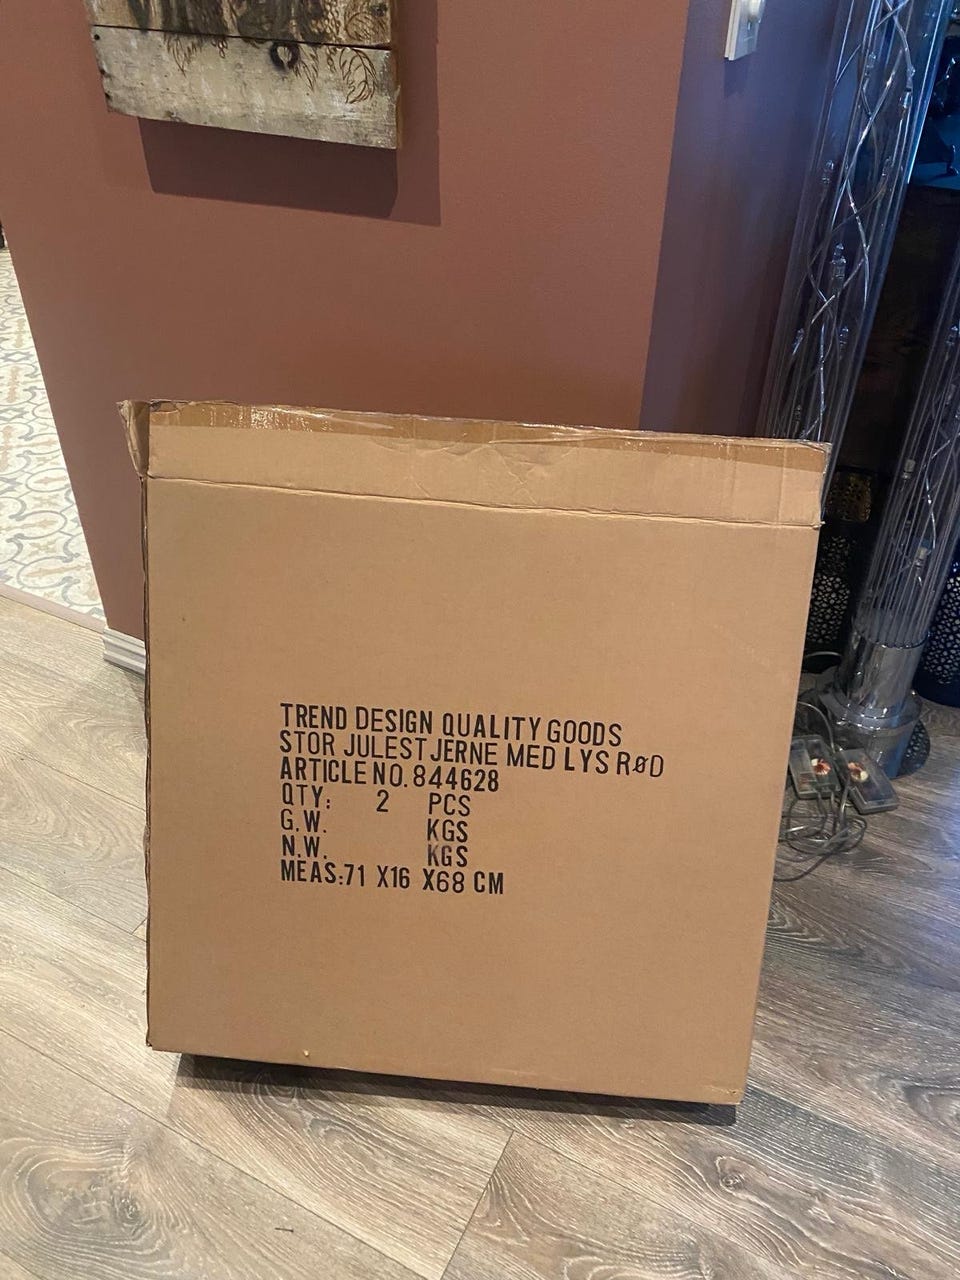 TREND DESIGN QUALITY GOODS
STOR JULESTJERNE MED LYS RøD
ARTICLE NO. 844628
QTY: 2 PCS
G.W. KGS
N.W. KGS
MEAS:71 X16 X68 CM